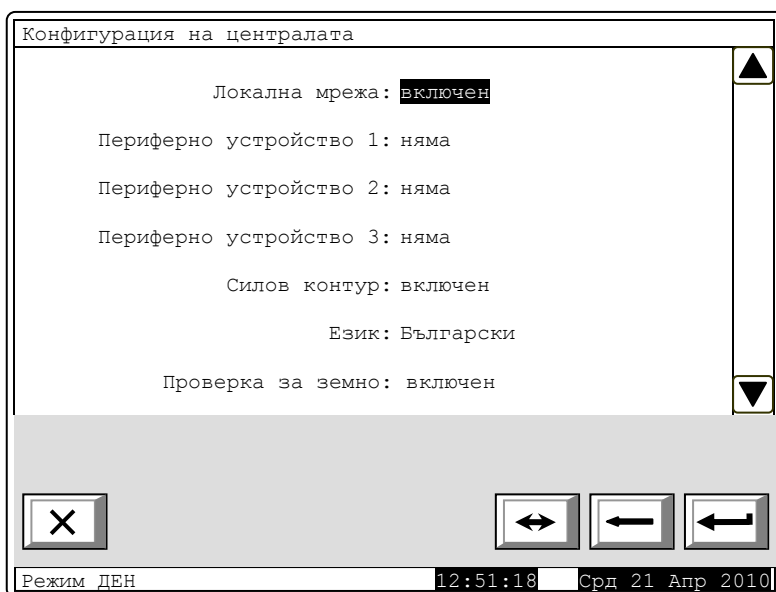 Конфигурация на централата
Локална мрежа: включен
Периферно устройство 1: няма
Периферно устройство 2: няма
Периферно устройство 3: няма
Силов контур: включен
Език: Български
Проверка за земно: включен
Режим ДЕН 12:51:18 Срд 21 Апр 2010